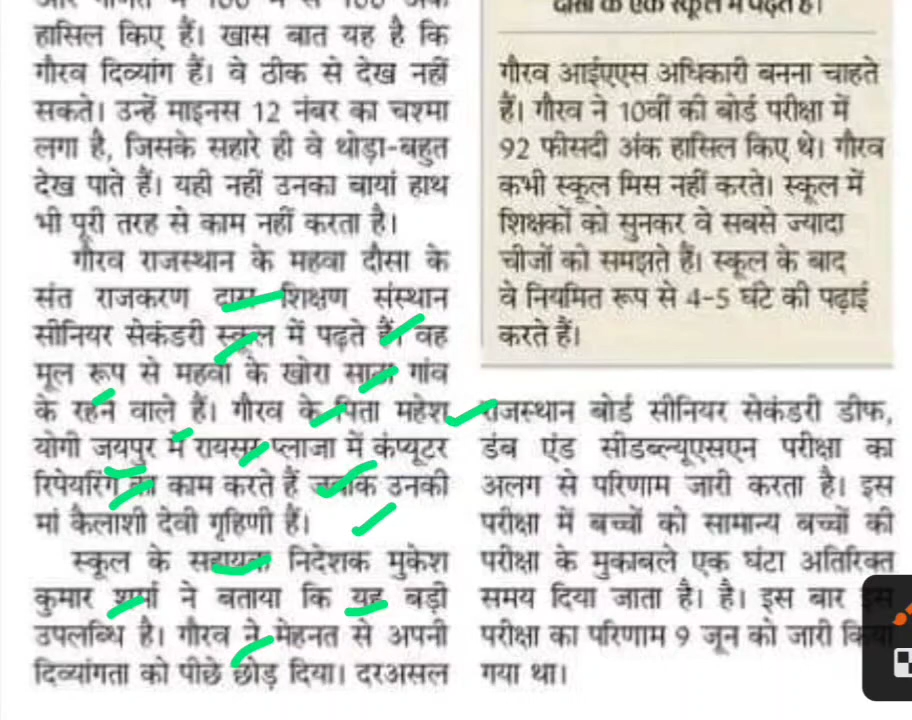 हासिल किए हैं। खास बात यह है कि
गौरव दिव्यांग हैं। वे ठीक से देख नहीं
सकते। उन्हें माइनस 12 नंबर का चश्मा
लगा है, जिसके सहारे ही वे थोड़ा-बहुत
देख पाते हैं। यही नहीं उनका बायां हाथ
भी पूरी तरह से काम नहीं करता है।
गौरव राजस्थान के महवा दौसा के
संत राजकरण दास शिक्षण संस्थान
सीनियर सेकंडरी स्कूल में पढ़ते हैं। वह
मूल रूप से महवा के खोरा गांव
के रहने वाले हैं। गौरव के पिता महेश
योगी जयपुर में रायसर प्लाजा में कंप्यूटर
रिपेयरिंग का काम करते हैं जबकि उनकी
मां कैलाशी देवी गृहिणी हैं।
स्कूल के सहायक निदेशक मुकेश
कुमार शर्मा ने बताया कि यह बड़ी
उपलब्धि है। गौरव ने मेहनत से अपनी
दिव्यांगता को पीछे छोड़ दिया। दरअसल
गौरव आईएएस अधिकारी बनना चाहते
हैं। गौरव ने 10वीं की बोर्ड परीक्षा में
92 फीसदी अंक हासिल किए थे। गौरव
कभी स्कूल मिस नहीं करते। स्कूल में
शिक्षकों को सुनकर वे सबसे ज्यादा
चीजों को समझते हैं। स्कूल के बाद
वे नियमित रूप से 4-5 घंटे की पढ़ाई
करते हैं।
राजस्थान बोर्ड सीनियर सेकंडरी डीफ,
डंब एंड सीडब्ल्यूएसएन परीक्षा का
अलग से परिणाम जारी करता है। इस
परीक्षा में बच्चों को सामान्य बच्चों की
परीक्षा के मुकाबले एक घंटा अतिरिक्त
समय दिया जाता है। है। इस बार इस
परीक्षा का परिणाम 9 जून को जारी किया
गया था।